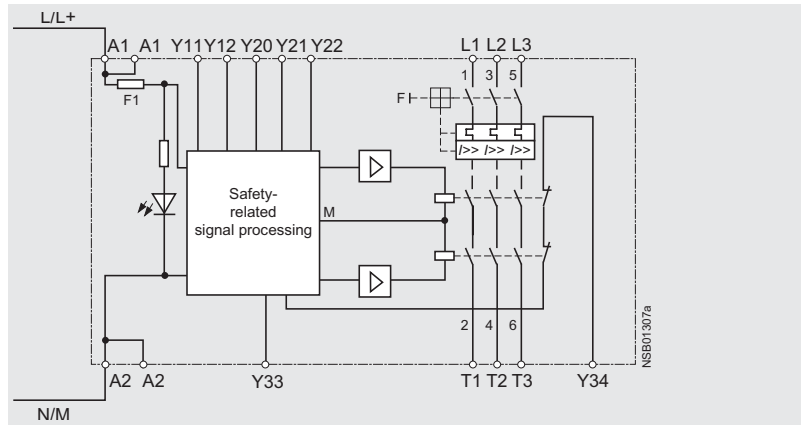 L/L+
A1 A1 Y11 Y12 Y20 Y21 Y22 L1 L2 L3
1 3 5
F1
F
I>> I>> I>>
Safety-
related
signal processing
M
2 4 6
NSB01307a
A2 A2 Y33 T1 T2 T3 Y34
N/M